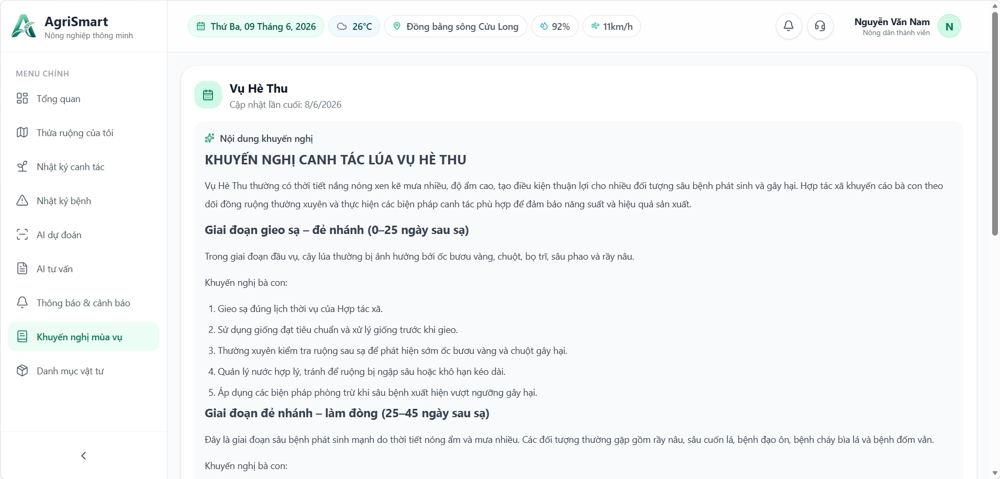 AgriSmart
Nông nghiệp thông minh
Thứ Ba, 09 Tháng 6, 2026
26°C
Đồng bằng sông Cửu Long
92%
11km/h
Nguyễn Văn Nam
Nông dân thành viên
N
MENU CHÍNH
Tổng quan
Thửa ruộng của tôi
Nhật ký canh tác
Nhật ký bệnh
AI dự đoán
AI tư vấn
Thông báo & cảnh báo
Khuyến nghị mùa vụ
Danh mục vật tư
Vụ Hè Thu
Cập nhật lần cuối: 8/6/2026
Nội dung khuyến nghị
KHUYẾN NGHỊ CANH TÁC LÚA VỤ HÈ THU
Vụ Hè Thu thường có thời tiết nắng nóng xen kẽ mưa nhiều, độ ẩm cao, tạo điều kiện thuận lợi cho nhiều đối tượng sâu bệnh phát sinh và gây hại. Hợp tác xã khuyến cáo bà con theo
dõi đồng ruộng thường xuyên và thực hiện các biện pháp canh tác phù hợp để đảm bảo năng suất và hiệu quả sản xuất.
Giai đoạn gieo sạ – đẻ nhánh (0–25 ngày sau sạ)
Trong giai đoạn đầu vụ, cây lúa thường bị ảnh hưởng bởi ốc bươu vàng, chuột, bọ trĩ, sâu phao và rầy nâu.
Khuyến nghị bà con:
1. Gieo sạ đúng lịch thời vụ của Hợp tác xã.
2. Sử dụng giống đạt tiêu chuẩn và xử lý giống trước khi gieo.
3. Thường xuyên kiểm tra ruộng sau sạ để phát hiện sớm ốc bươu vàng và chuột gây hại.
4. Quản lý nước hợp lý, tránh để ruộng bị ngập sâu hoặc khô hạn kéo dài.
5. Áp dụng các biện pháp phòng trừ khi sâu bệnh xuất hiện vượt ngưỡng gây hại.
Giai đoạn đẻ nhánh – làm đòng (25–45 ngày sau sạ)
Đây là giai đoạn sâu bệnh phát sinh mạnh do thời tiết nóng ẩm và mưa nhiều. Các đối tượng thường gặp gồm rầy nâu, sâu cuốn lá, bệnh đạo ôn, bệnh cháy bìa lá và bệnh đốm vằn.
Khuyến nghị bà con: